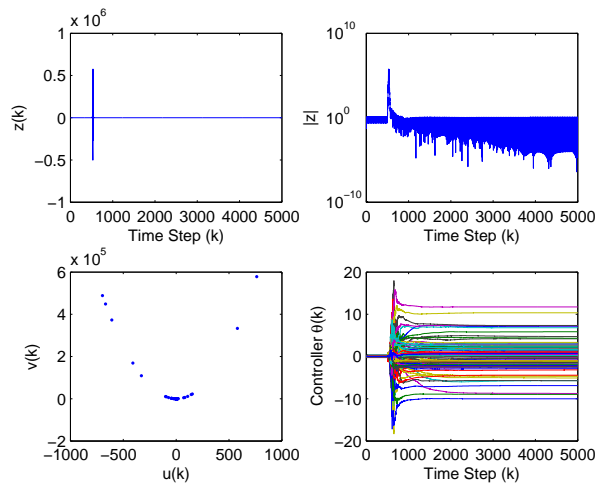 x 10^6
1
0.5
0
−0.5
−1
z(k)
0 1000 2000 3000 4000 5000
Time Step (k)
10^10
10^0
10^−10
|z|
0 1000 2000 3000 4000 5000
Time Step (k)
x 10^5
6
4
2
0
−2
v(k)
−1000 −500 0 500 1000
u(k)
20
10
0
−10
−20
Controller θ(k)
0 1000 2000 3000 4000 5000
Time Step (k)